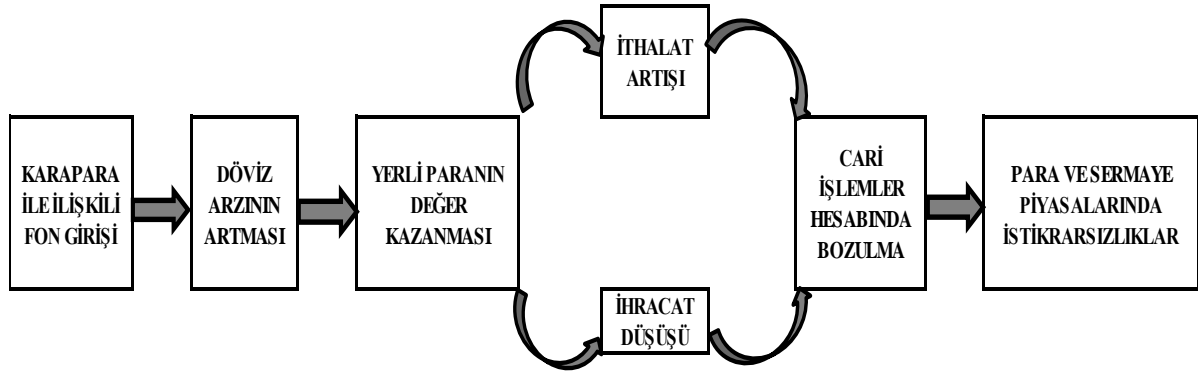 KARAPARA
İLE İLİŞKİLİ
FON GİRİŞİ
DÖVİZ
ARZININ
ARTMASI
YERLİ PARANIN
DEĞER
KAZANMASI
İTHALAT
ARTIŞI
İHRACAT
DÜŞÜŞÜ
CARİ
İŞLEMLER
HESABINDA
BOZULMA
PARA VE SERMAYE
PİYASALARINDA
İSTİKRARSIZLIKLAR